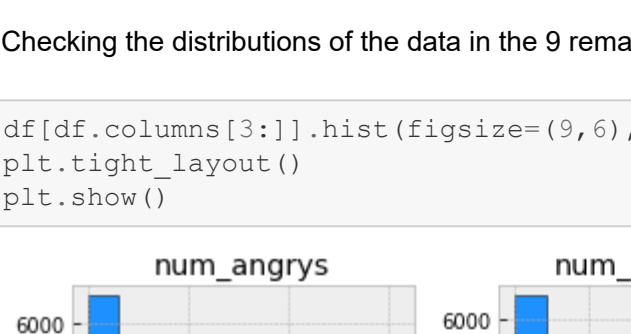 Checking the distributions of the data in the 9
df[df.columns[3:]].hist(figsize=(9,6),
plt.tight_layout()
plt.show()
num_angrys num_
6000 6000